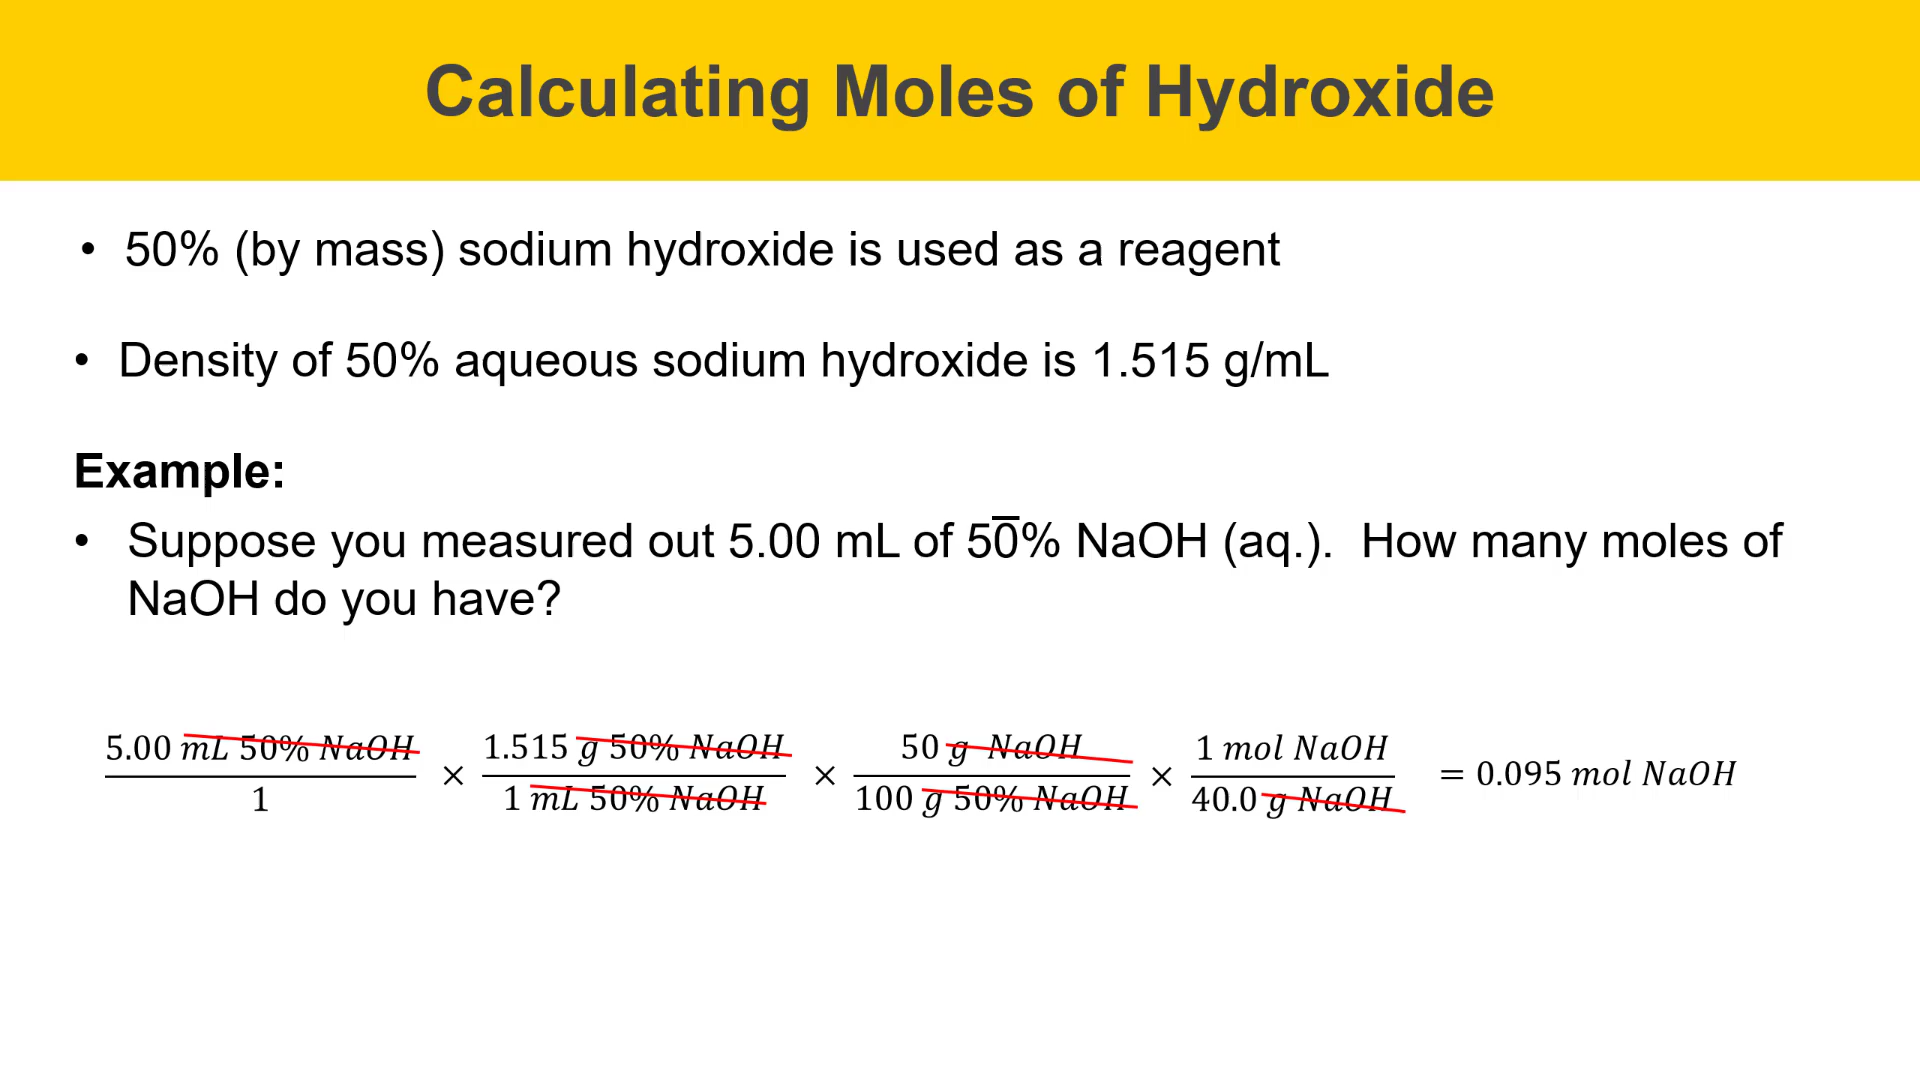 Calculating Moles of Hydroxide
• 50% (by mass) sodium hydroxide is used as a reagent
• Density of 50% aqueous sodium hydroxide is 1.515 g/mL
Example:
• Suppose you measured out 5.00 mL of 50̅% NaOH (aq.). How many moles of
NaOH do you have?
5.00 mL 50% NaOH / 1 × 1.515 g 50% NaOH / 1 mL 50% NaOH × 50 g NaOH / 100 g 50% NaOH × 1 mol NaOH / 40.0 g NaOH = 0.095 mol NaOH